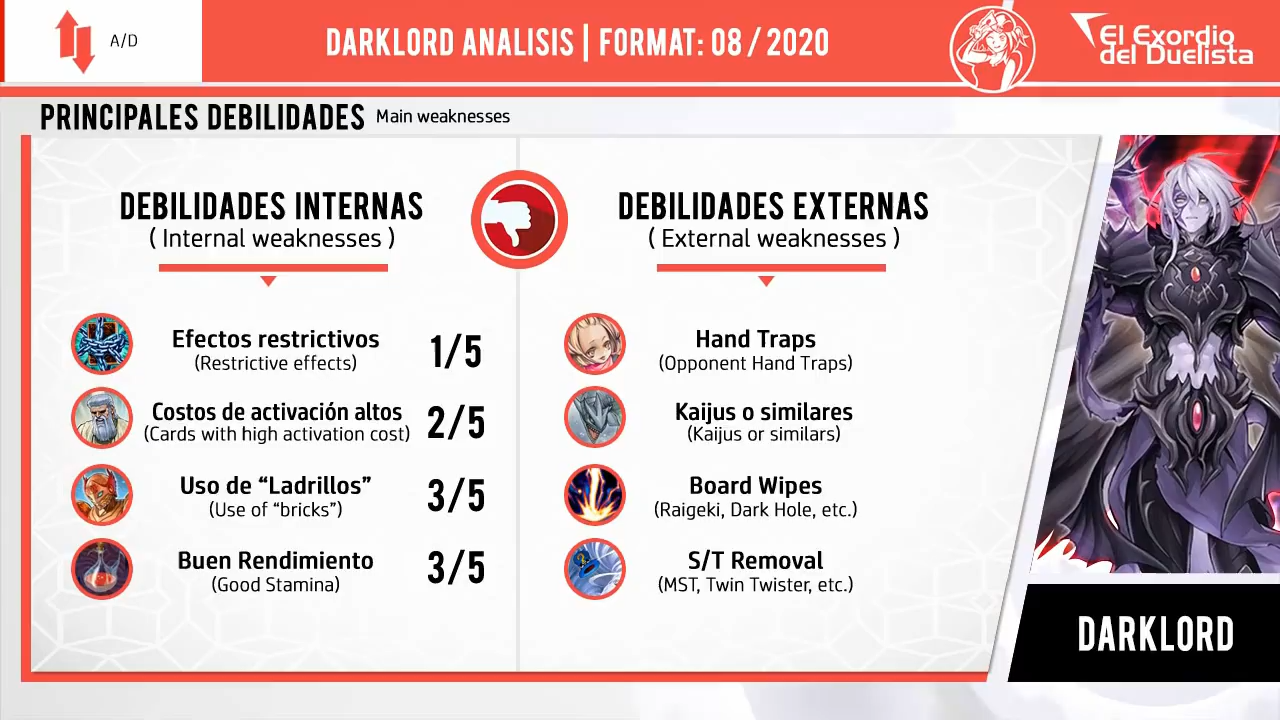 A/D
DARKLORD ANALISIS | FORMAT: 08 / 2020
El Exordio
del Duelista
PRINCIPALES DEBILIDADES Main weaknesses
DEBILIDADES INTERNAS
( Internal weaknesses )
Efectos restrictivos
(Restrictive effects)
1/5
Costos de activación altos
(Cards with high activation cost)
2/5
Uso de “Ladrillos”
(Use of “bricks”)
3/5
Buen Rendimiento
(Good Stamina)
3/5
DEBILIDADES EXTERNAS
( External weaknesses )
Hand Traps
(Opponent Hand Traps)
Kaijus o similares
(Kaijus or similars)
Board Wipes
(Raigeki, Dark Hole, etc.)
S/T Removal
(MST, Twin Twister, etc.)
DARKLORD